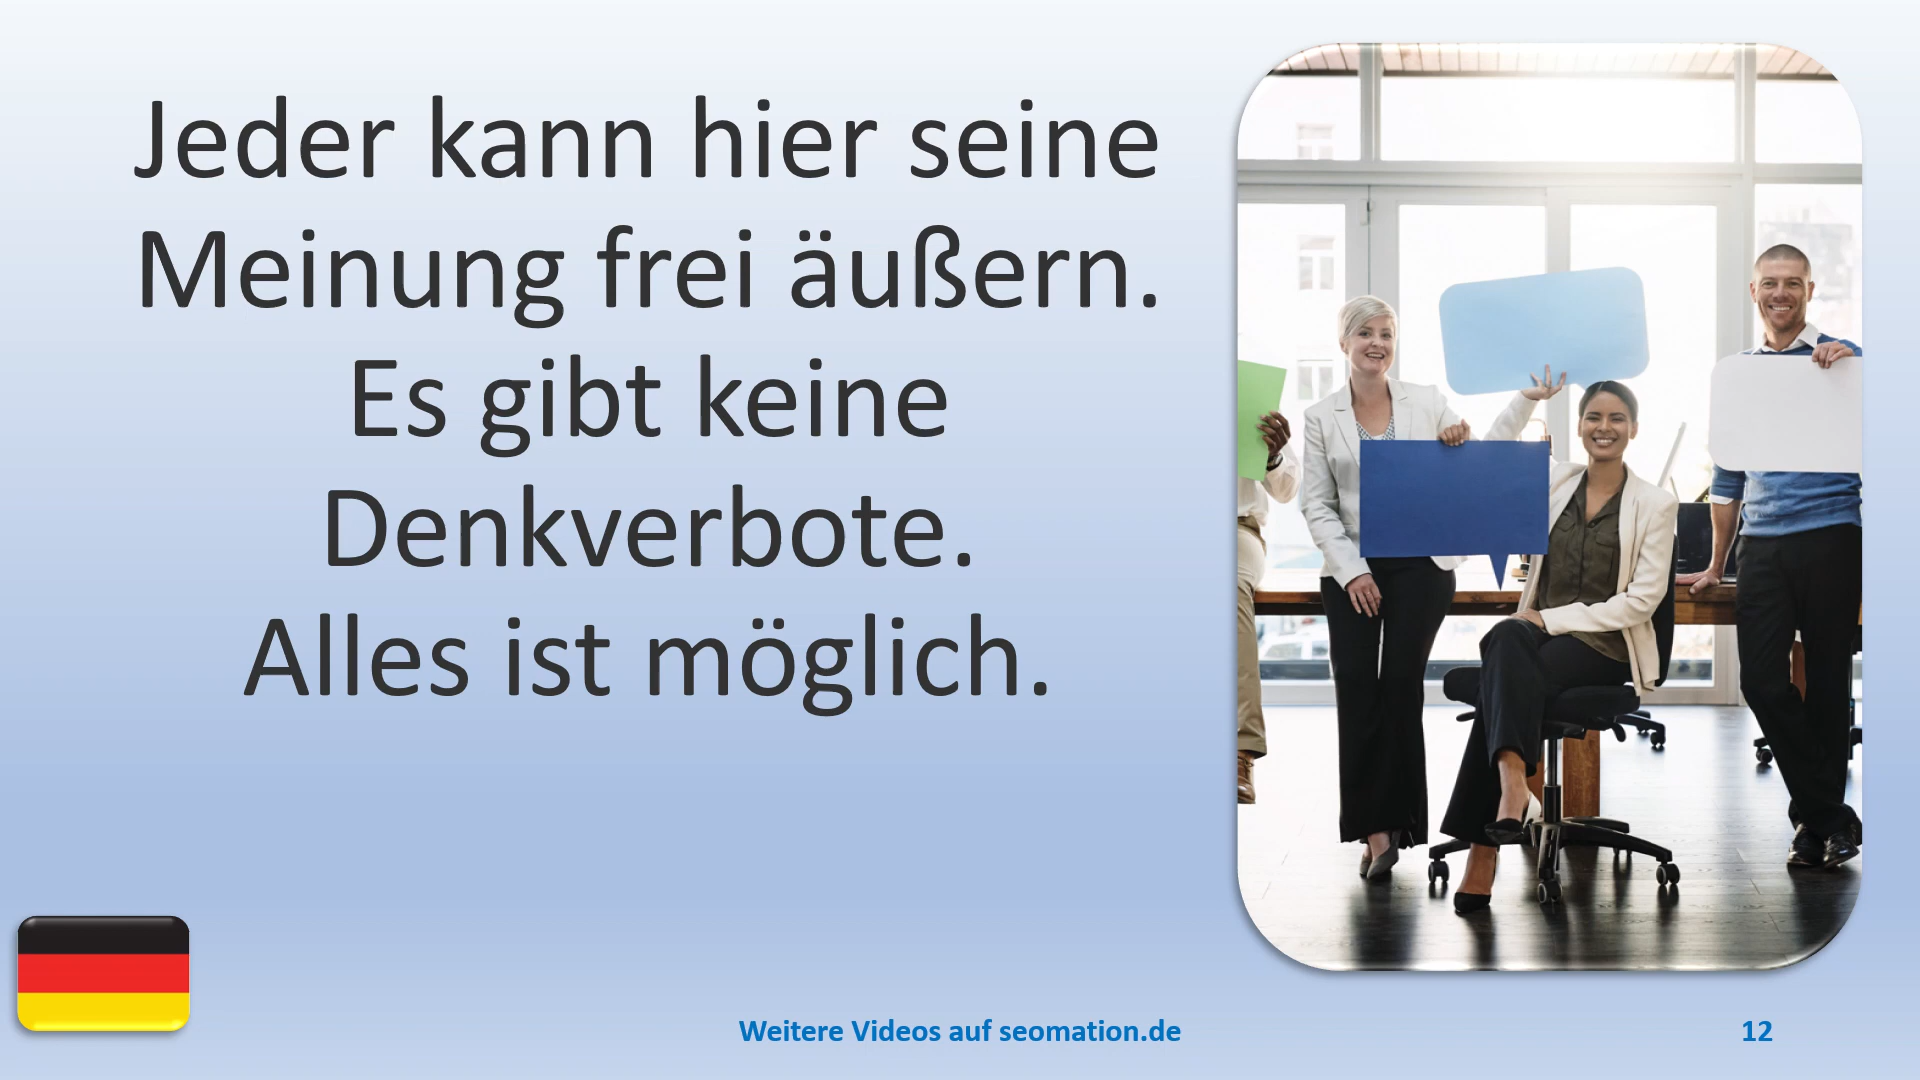 Jeder kann hier seine
Meinung frei äußern.
Es gibt keine
Denkverbote.
Alles ist möglich.
Weitere Videos auf seomation.de
12